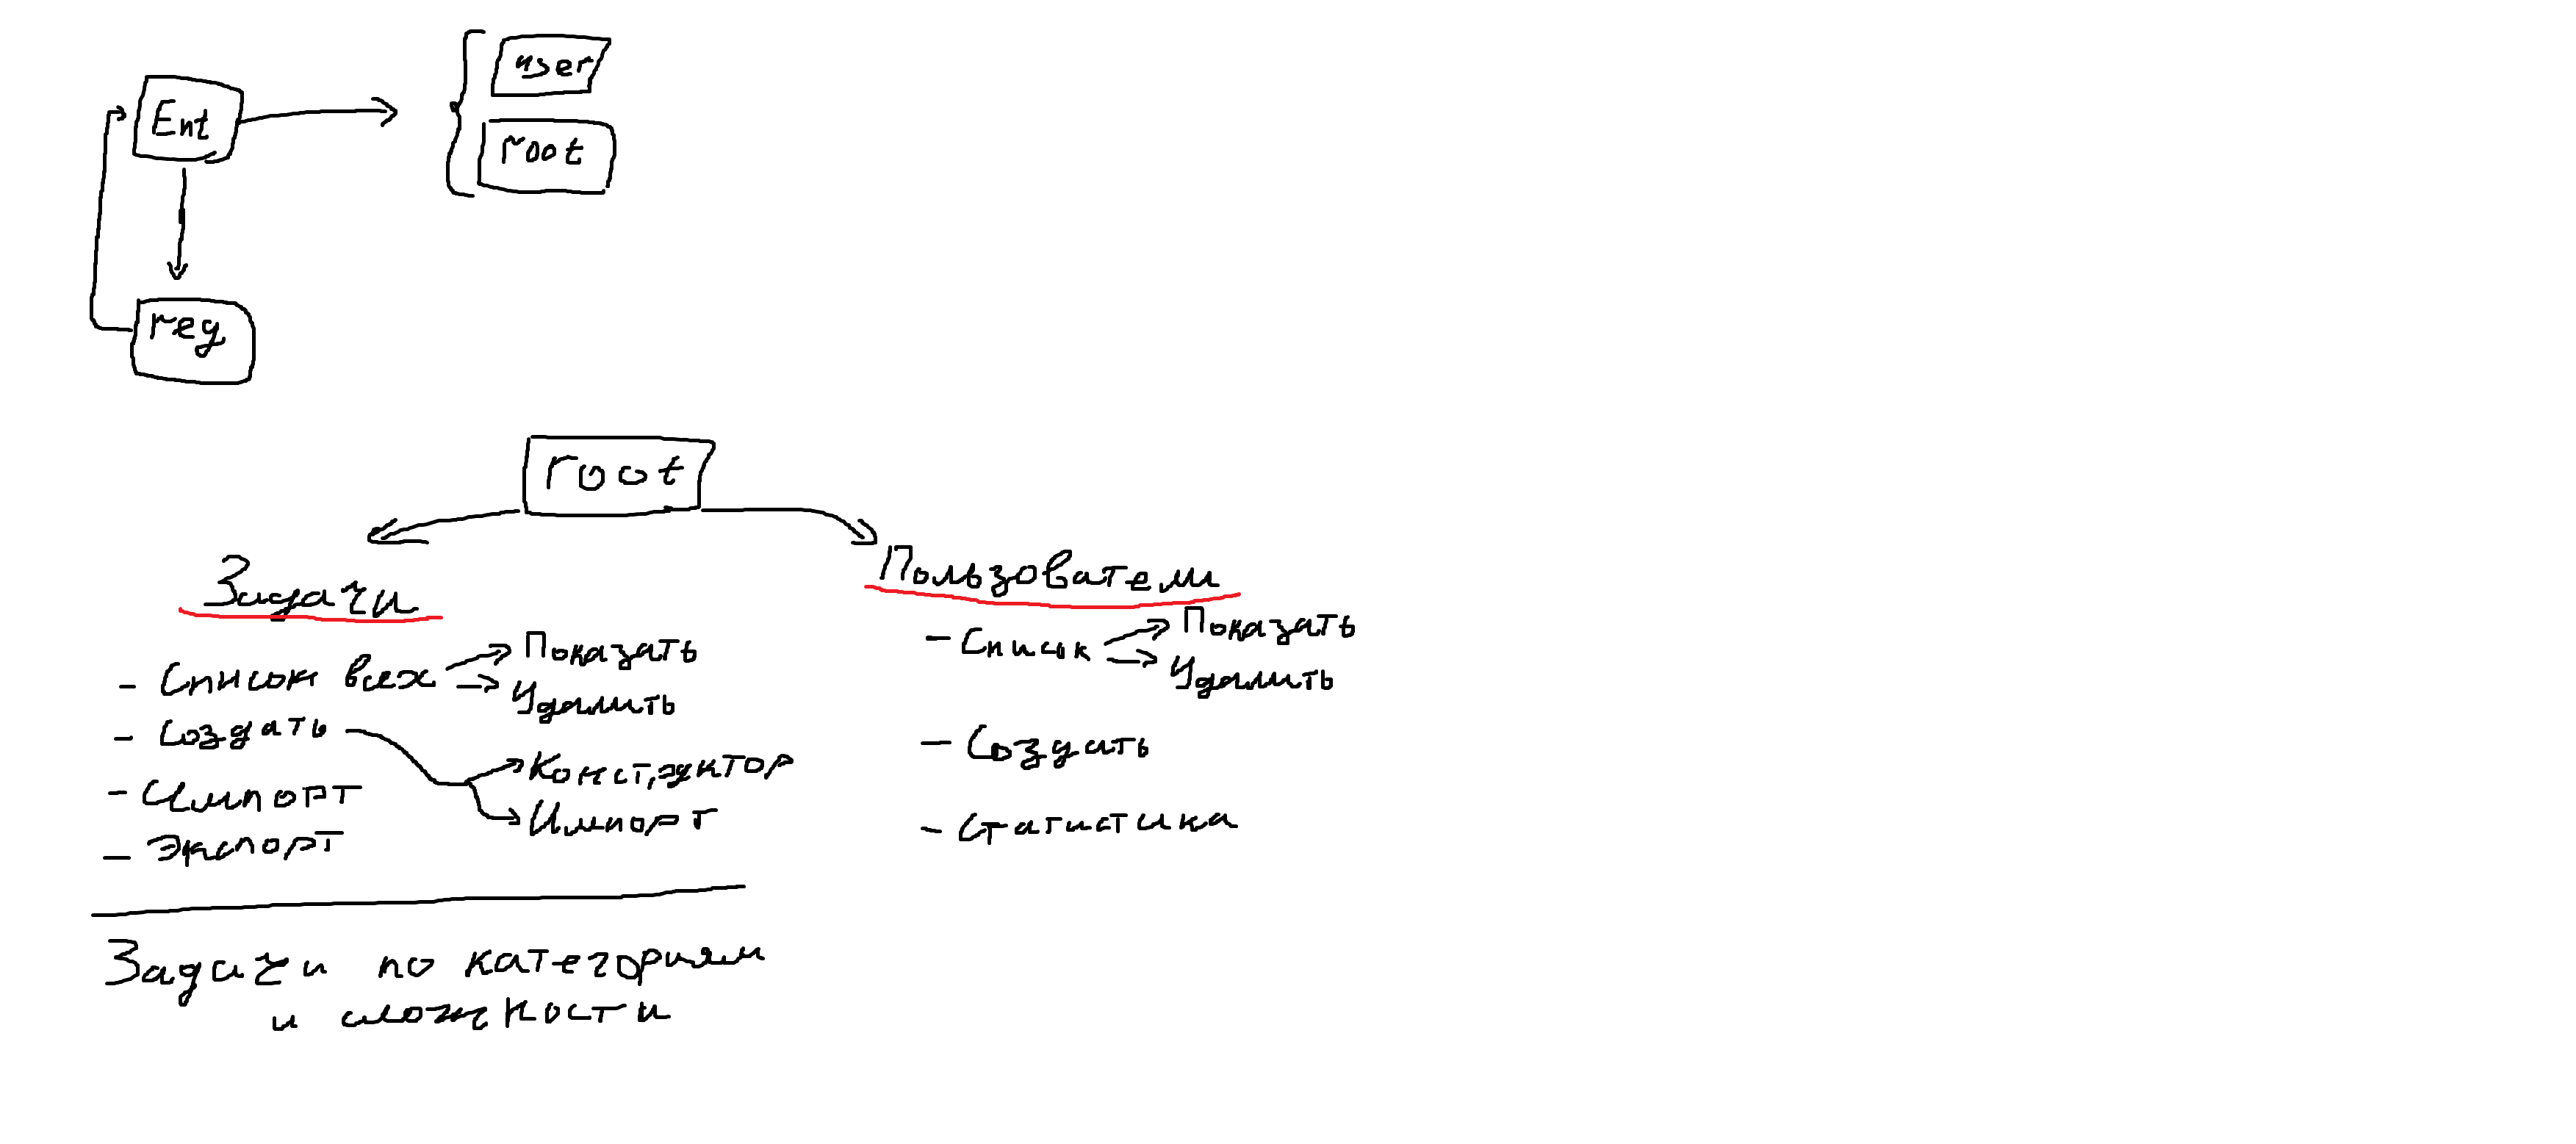 user
Ent
root
reg
root
Задачи
Пользователи
- Список всех
Показать
Удалить
- Создать
Конструктор
Импорт
- Импорт
- Экспорт
- Список
Показать
Удалить
- Создать
- Статистика
Задачи по категориям
и сложности